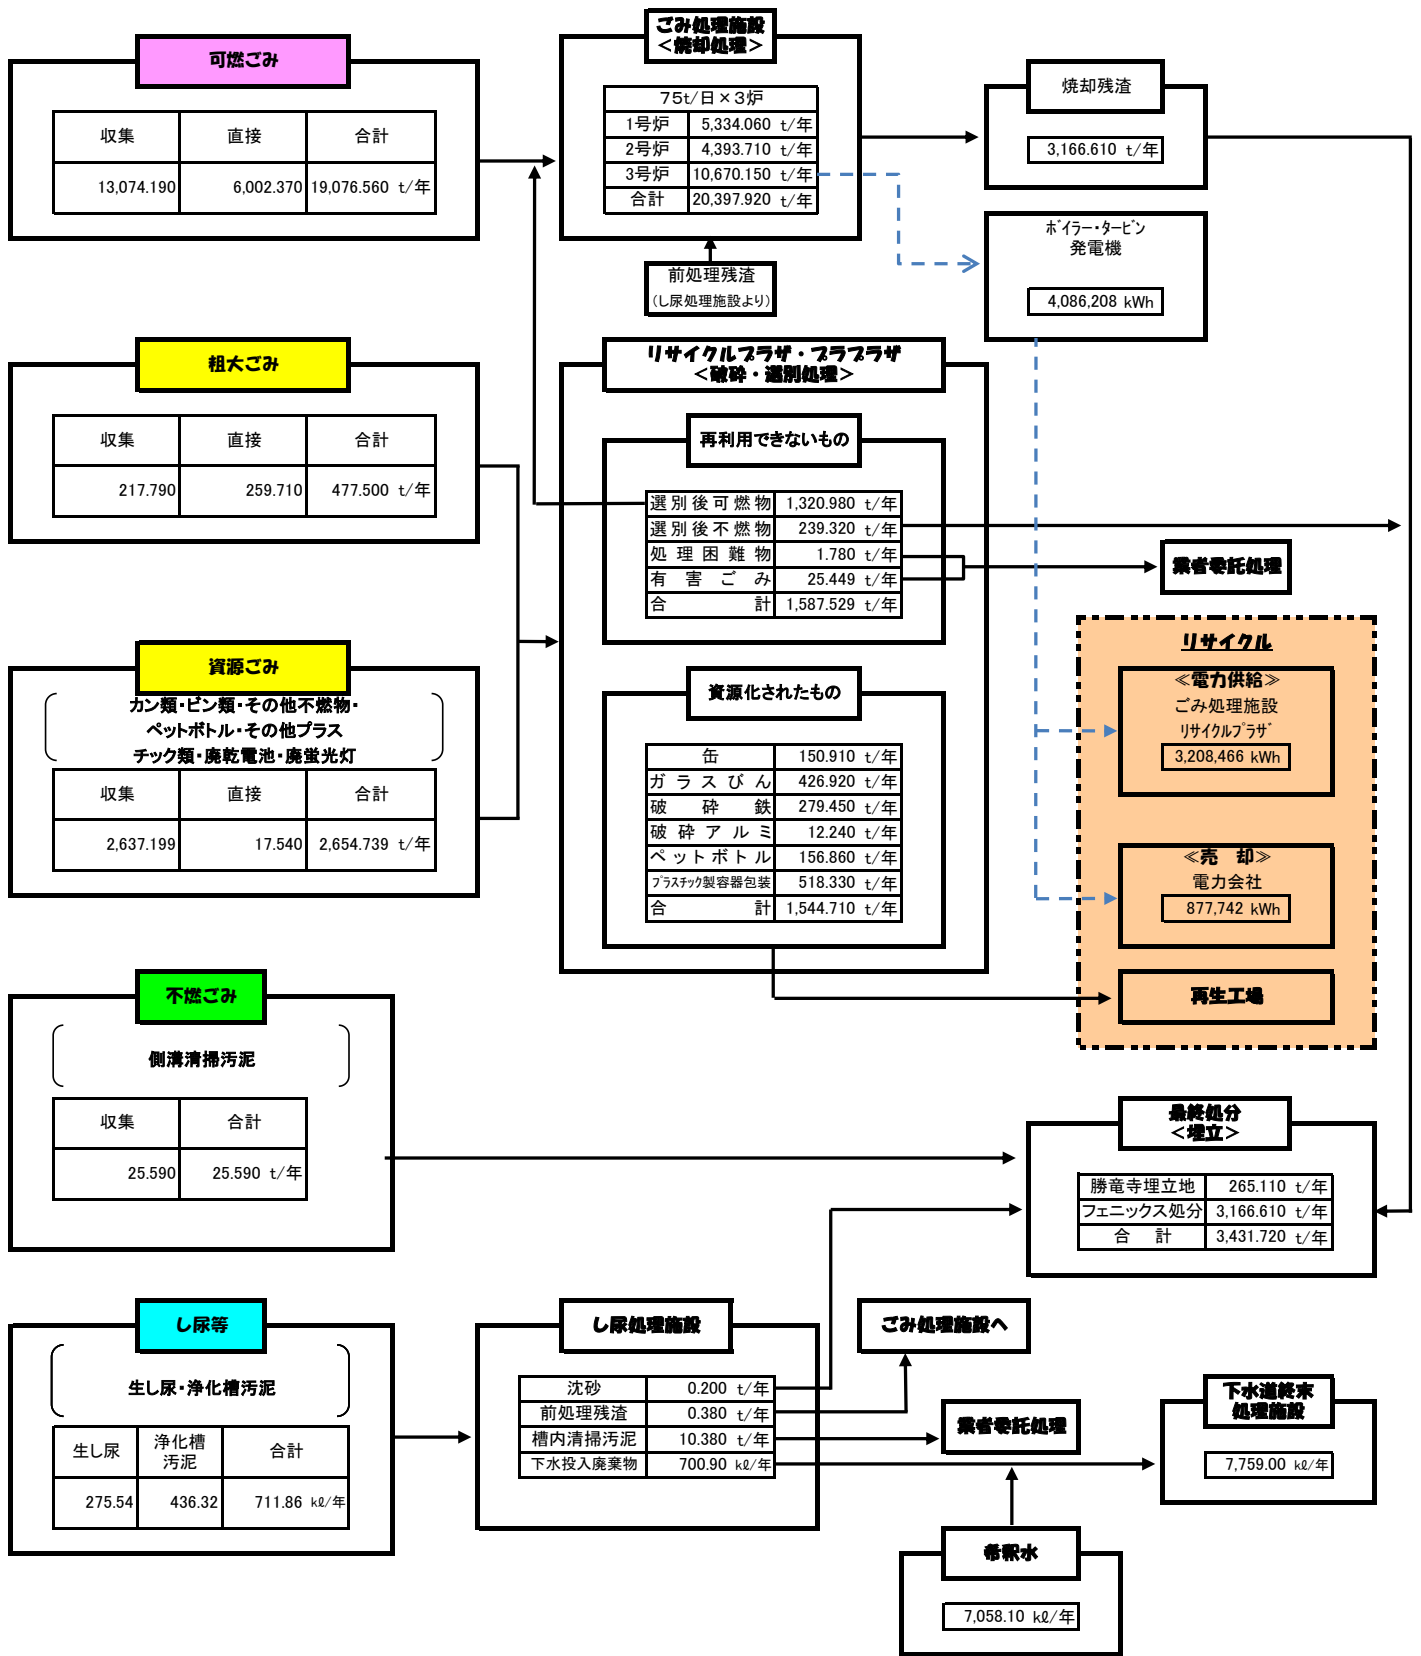 可燃ごみ
収集 直接 合計
13,074.190 6,002.370 19,076.560 t/年
ごみ処理施設
＜焼却処理＞
75t/日×3炉
1号炉 5,334.060 t/年
2号炉 4,393.710 t/年
3号炉 10,670.150 t/年
合計 20,397.920 t/年
前処理残渣
(し尿処理施設より)
焼却残渣
3,166.610 t/年
ﾎﾞｲﾗｰ・ﾀｰﾋﾞﾝ
発電機
4,086,208 kWh
粗大ごみ
収集 直接 合計
217.790 259.710 477.500 t/年
リサイクルプラザ・プラプラザ
＜破砕・選別処理＞
再利用できないもの
選別後可燃物 1,320.980 t/年
選別後不燃物 239.320 t/年
処理困難物 1.780 t/年
有害ごみ 25.449 t/年
合計 1,587.529 t/年
業者委託処理
資源ごみ
カン類・ビン類・その他不燃物・
ペットボトル・その他プラス
チック類・廃乾電池・廃蛍光灯
収集 直接 合計
2,637.199 17.540 2,654.739 t/年
資源化されたもの
缶 150.910 t/年
ガラスびん 426.920 t/年
破砕鉄 279.450 t/年
破砕アルミ 12.240 t/年
ペットボトル 156.860 t/年
ﾌﾟﾗｽﾁｯｸ製容器包装 518.330 t/年
合計 1,544.710 t/年
リサイクル
≪電力供給≫
ごみ処理施設
ﾘｻｲｸﾙﾌﾟﾗｻﾞ
3,208,466 kWh
≪売 却≫
電力会社
877,742 kWh
再生工場
不燃ごみ
側溝清掃汚泥
収集 合計
25.590 25.590 t/年
最終処分
＜埋立＞
勝竜寺埋立地 265.110 t/年
フェニックス処分 3,166.610 t/年
合 計 3,431.720 t/年
し尿等
生し尿・浄化槽汚泥
生し尿 浄化槽
汚泥 合計
275.54 436.32 711.86 kℓ/年
し尿処理施設
沈砂 0.200 t/年
前処理残渣 0.380 t/年
槽内清掃汚泥 10.380 t/年
下水投入廃棄物 700.90 kℓ/年
ごみ処理施設へ
業者委託処理
下水道終末
処理施設
7,759.00 kℓ/年
希釈水
7,058.10 kℓ/年